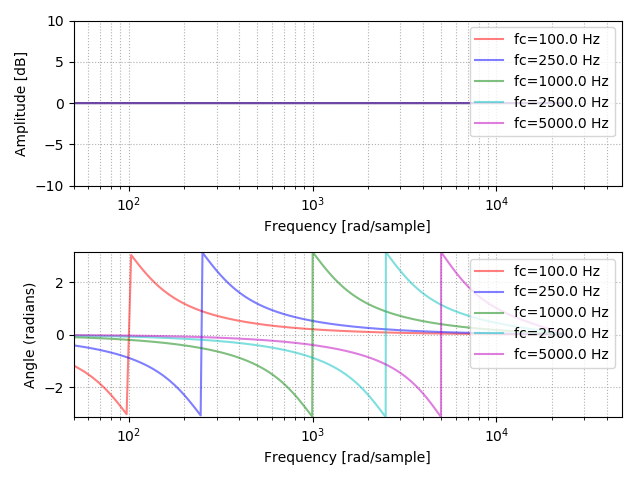 10
5
0
−5
−10
Amplitude [dB]
fc=100.0 Hz
fc=250.0 Hz
fc=1000.0 Hz
fc=2500.0 Hz
fc=5000.0 Hz
10²
10³
10⁴
Frequency [rad/sample]
2
0
−2
Angle (radians)
fc=100.0 Hz
fc=250.0 Hz
fc=1000.0 Hz
fc=2500.0 Hz
fc=5000.0 Hz
10²
10³
10⁴
Frequency [rad/sample]